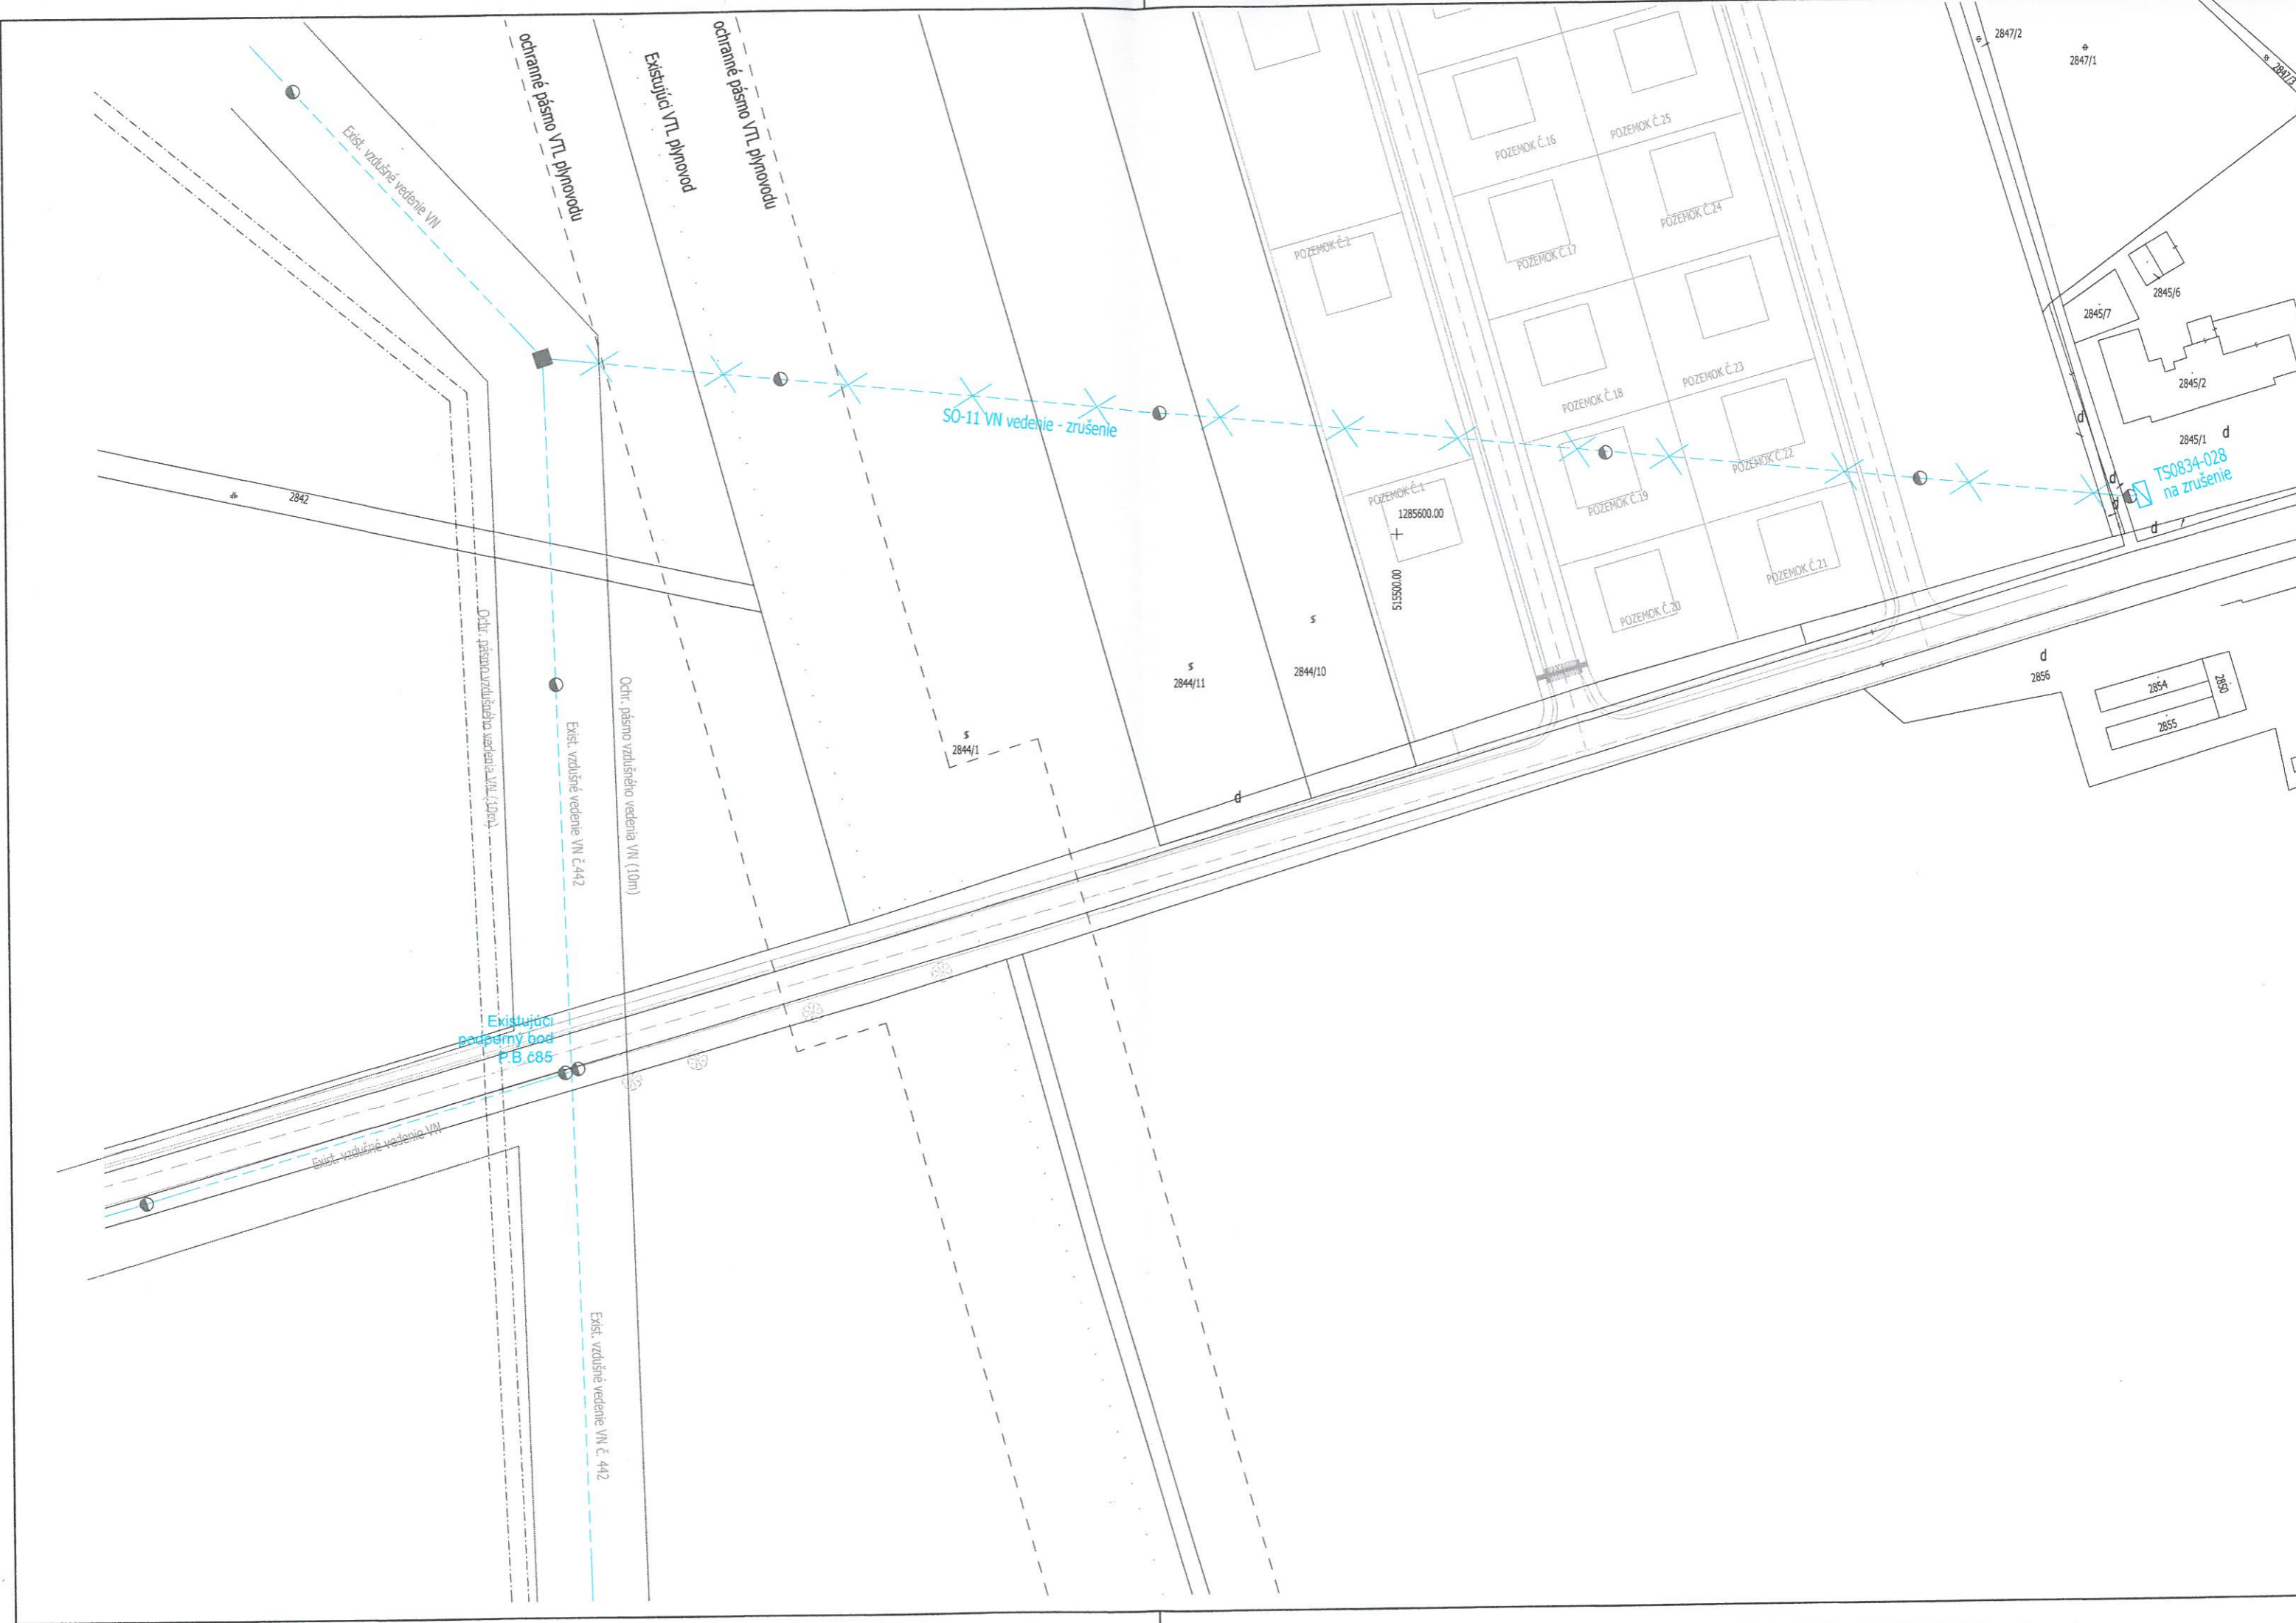 ochranné pásmo VTL plynovodu
Existujúci VTL plynovod
ochranné pásmo VTL plynovodu
Exist. vzdušné vedenie VN
2847/2
2847/1
2847/3
POZEMOK Č.16
POZEMOK Č.25
POZEMOK Č.2
POZEMOK Č.17
POZEMOK Č.24
2845/6
2845/7
2845/2
2845/1
d
d
POZEMOK Č.18
POZEMOK Č.23
SO-11 VN vedenie - zrušenie
POZEMOK Č.1
POZEMOK Č.19
POZEMOK Č.22
TS0834-028
na zrušenie
d
d
d
2842
1285600.00
515500.00
POZEMOK Č.20
POZEMOK Č.21
Ochr. pásmo vzdušného vedenia VN (10m)
Exist. vzdušné vedenie VN č.442
Ochr. pásmo vzdušného vedenia VN (10m)
s
2844/1
s
2844/11
s
2844/10
d
d
2856
2854
2855
2850
Existujúci
podperný bod
P.B.č85
Exist. vzdušné vedenie VN
Exist. vzdušné vedenie VN č. 442